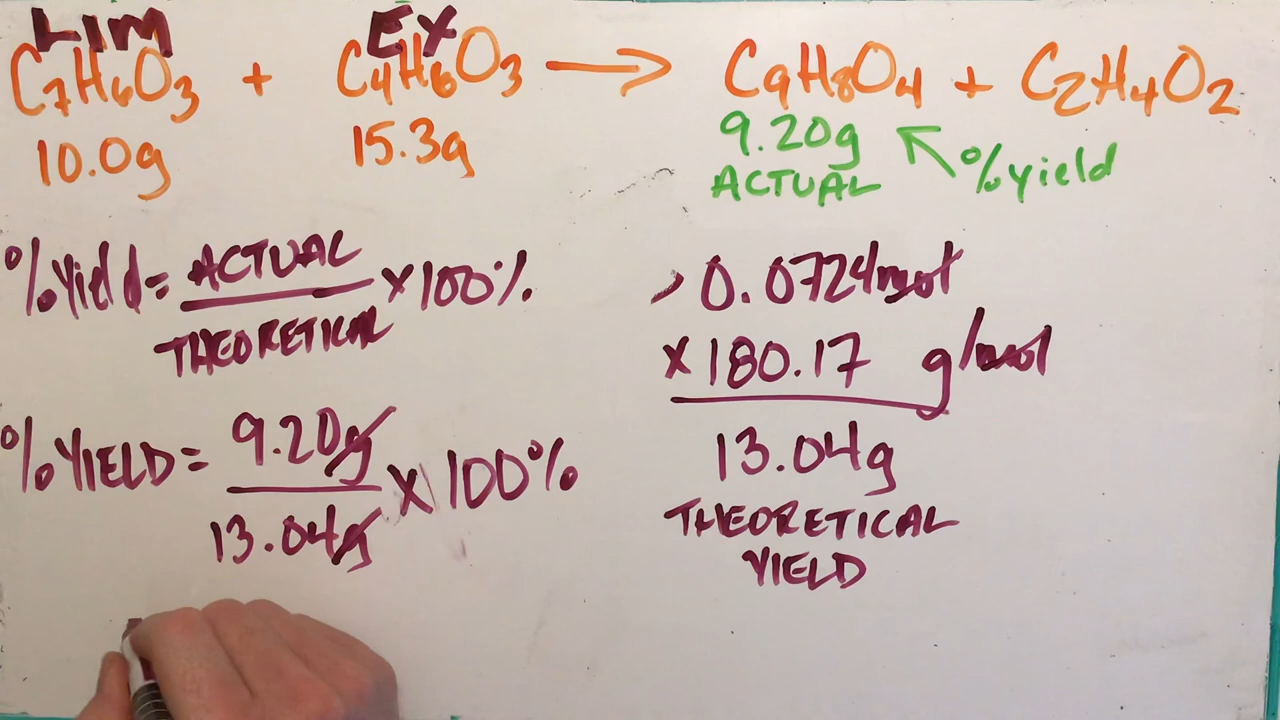 LIM EX
C7H6O3 + C4H6O3 → C9H8O4 + C2H4O2
10.0g 15.3g 9.20g
ACTUAL
%yield
%Yield= ACTUAL
THEORETICAL
×100%
0.0724mol
×180.17 g/mol
%YIELD= 9.20g
13.04g
×100%
13.04g
THEORETICAL
YIELD